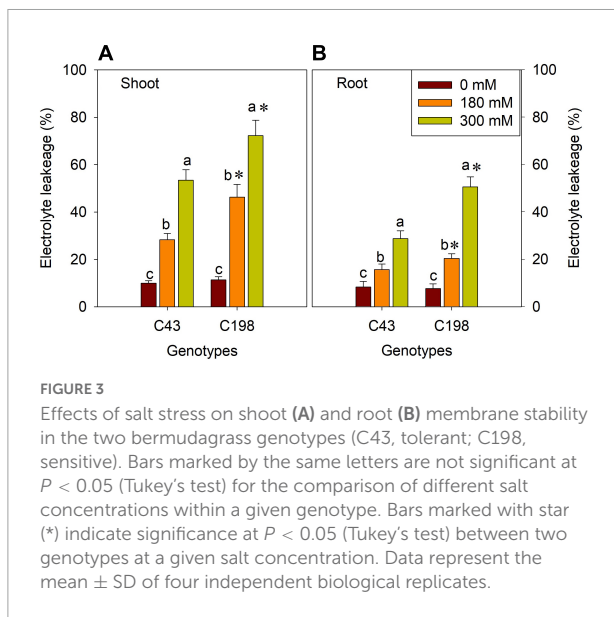 A
B
100
80
60
40
20
0
Electrolyte leakeage (%)
Shoot
c
b
a
c
b*
a*
C43 C198
Genotypes
Root
0 mM
180 mM
300 mM
c
b
a
c
b*
a*
C43 C198
Genotypes
100
80
60
40
20
0
Electrolyte leakeage (%)
FIGURE 3
Effects of salt stress on shoot (A) and root (B) membrane stability
in the two bermudagrass genotypes (C43, tolerant; C198,
sensitive). Bars marked by the same letters are not significant at
P < 0.05 (Tukey's test) for the comparison of different salt
concentrations within a given genotype. Bars marked with star
(*) indicate significance at P < 0.05 (Tukey's test) between two
genotypes at a given salt concentration. Data represent the
mean ± SD of four independent biological replicates.